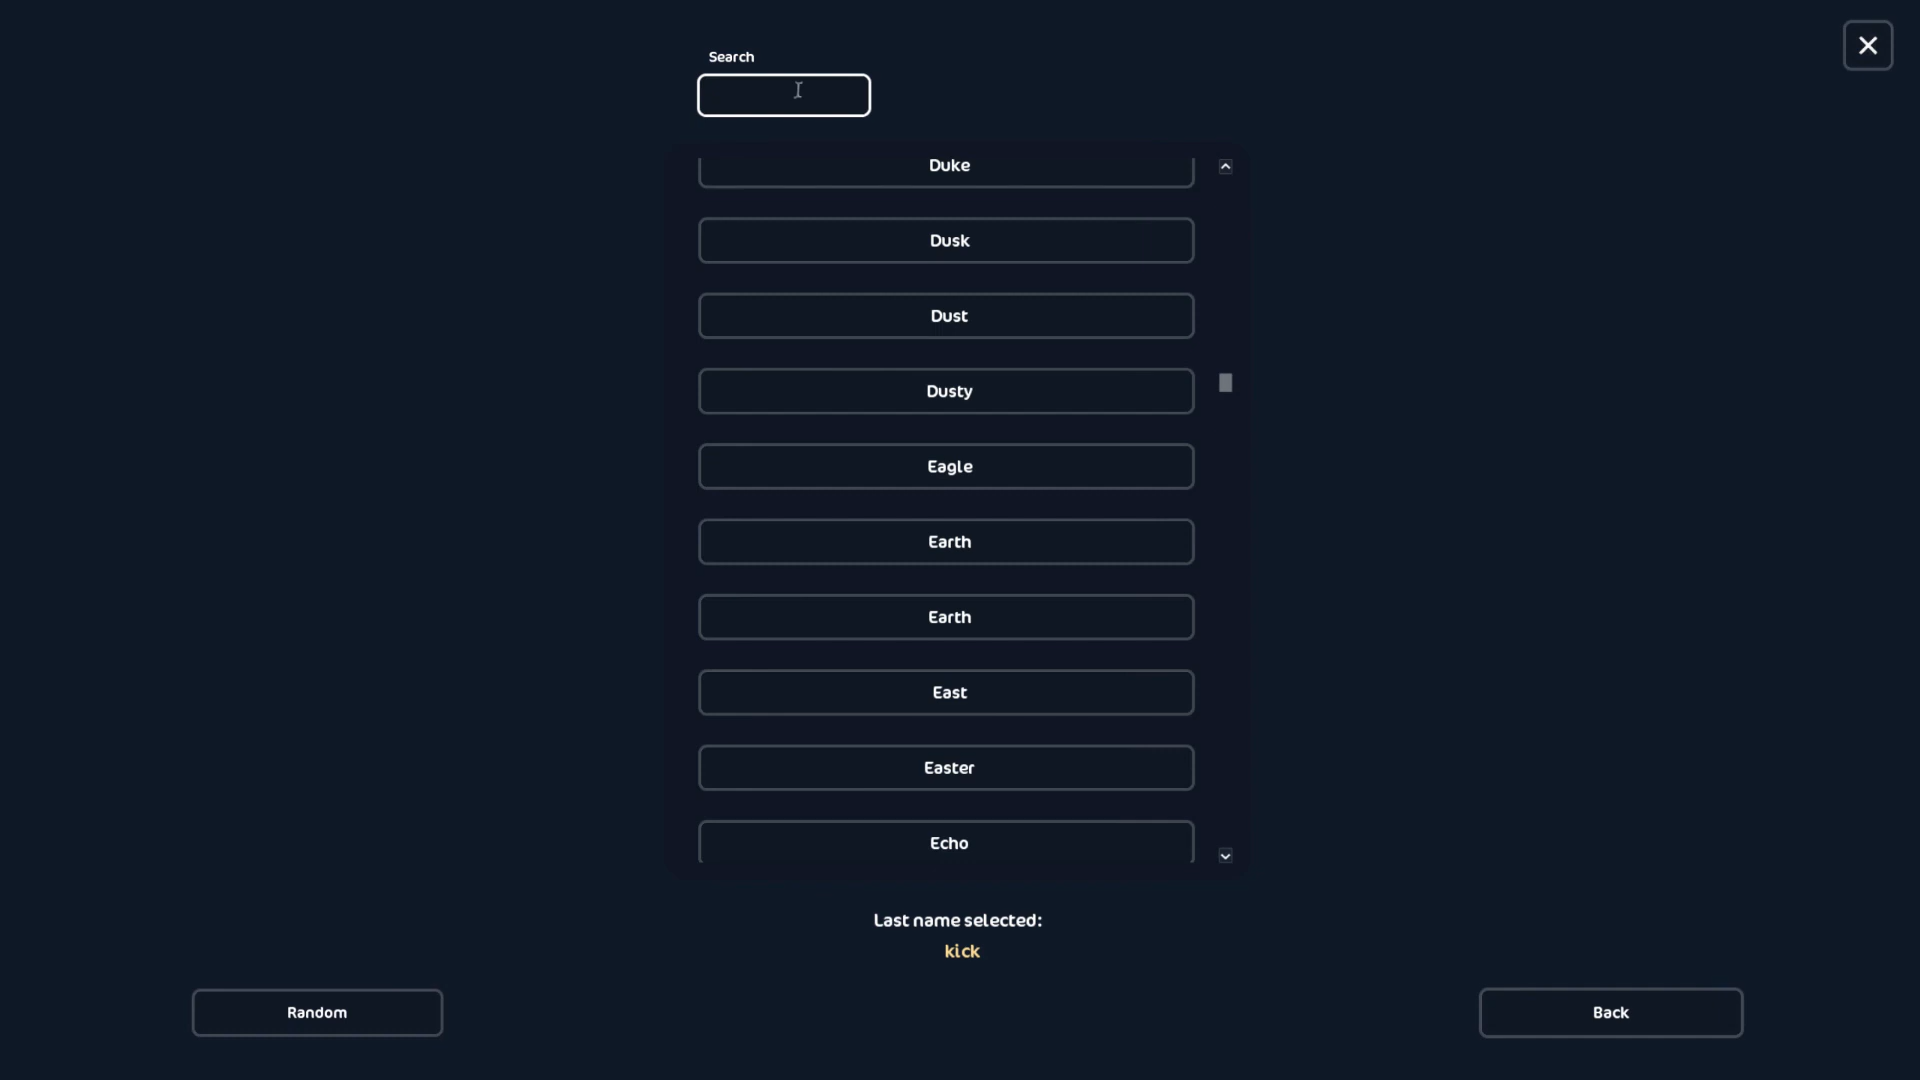 Search
Duke
Dusk
Dust
Dusty
Eagle
Earth
Earth
East
Easter
Echo
Last name selected:
kick
Random
Back